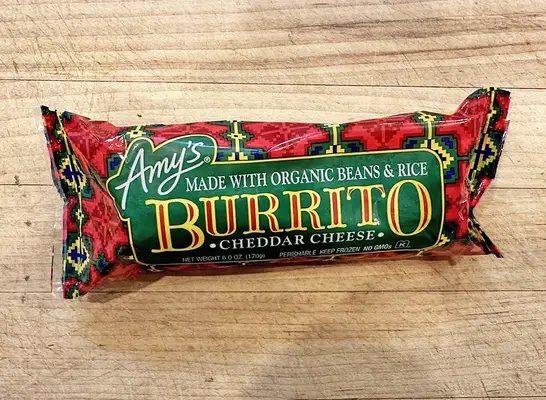 Amy's®
MADE WITH ORGANIC BEANS & RICE
BURRITO
• CHEDDAR CHEESE •
NET WEIGHT 6.0 OZ (170g) PERISHABLE KEEP FROZEN NO GMOs K